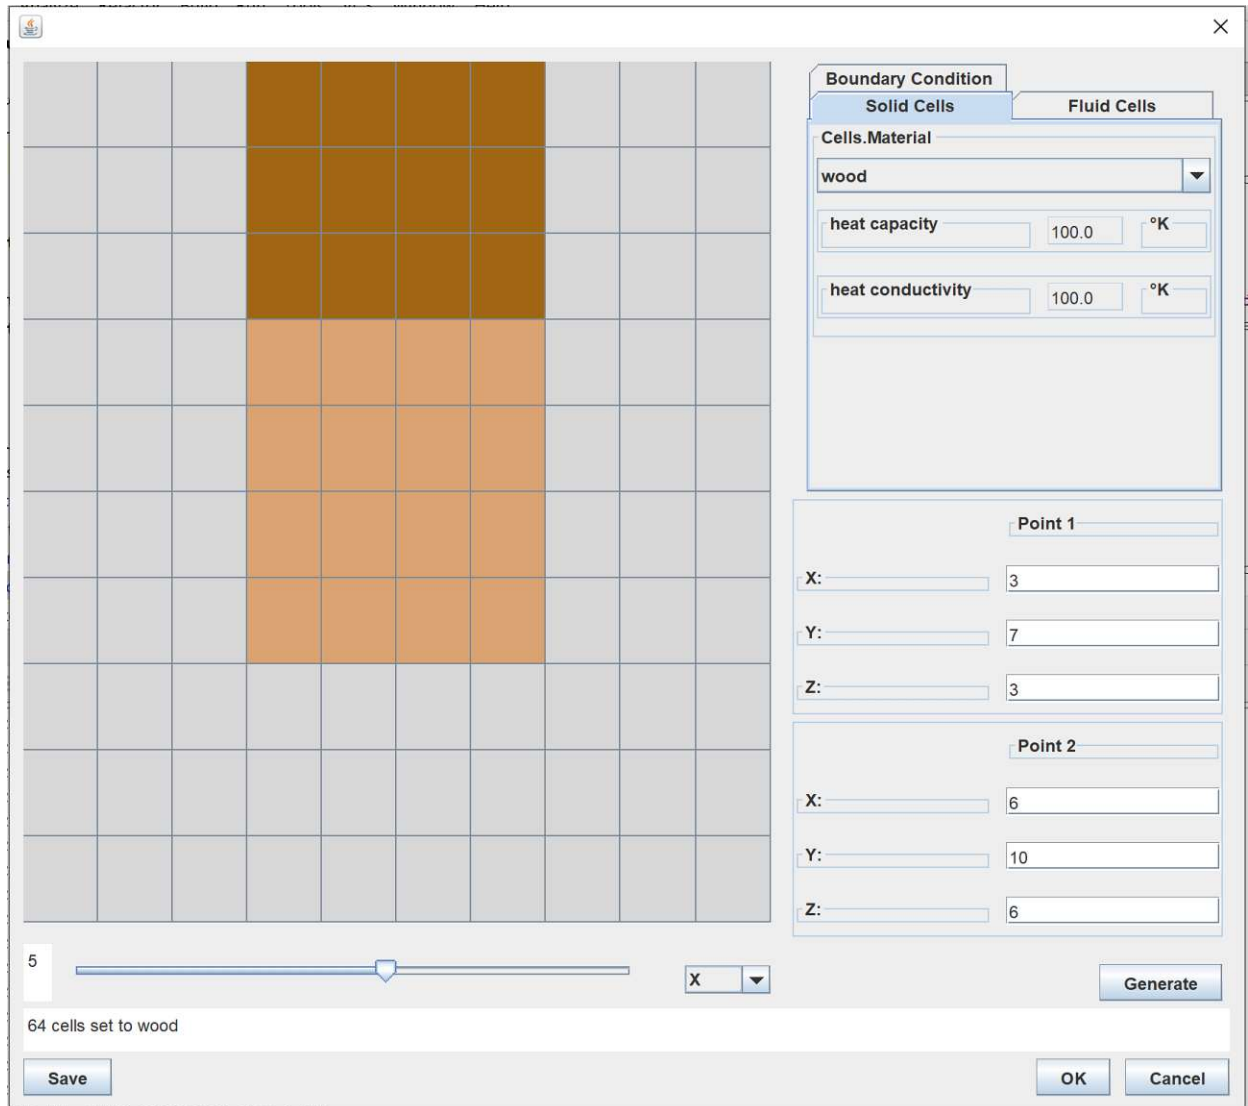 Boundary Condition
Solid Cells
Fluid Cells
Cells.Material
wood
heat capacity
100.0
°K
heat conductivity
100.0
°K
Point 1
X:
3
Y:
7
Z:
3
Point 2
X:
6
Y:
10
Z:
6
5
X
Generate
64 cells set to wood
Save
OK
Cancel